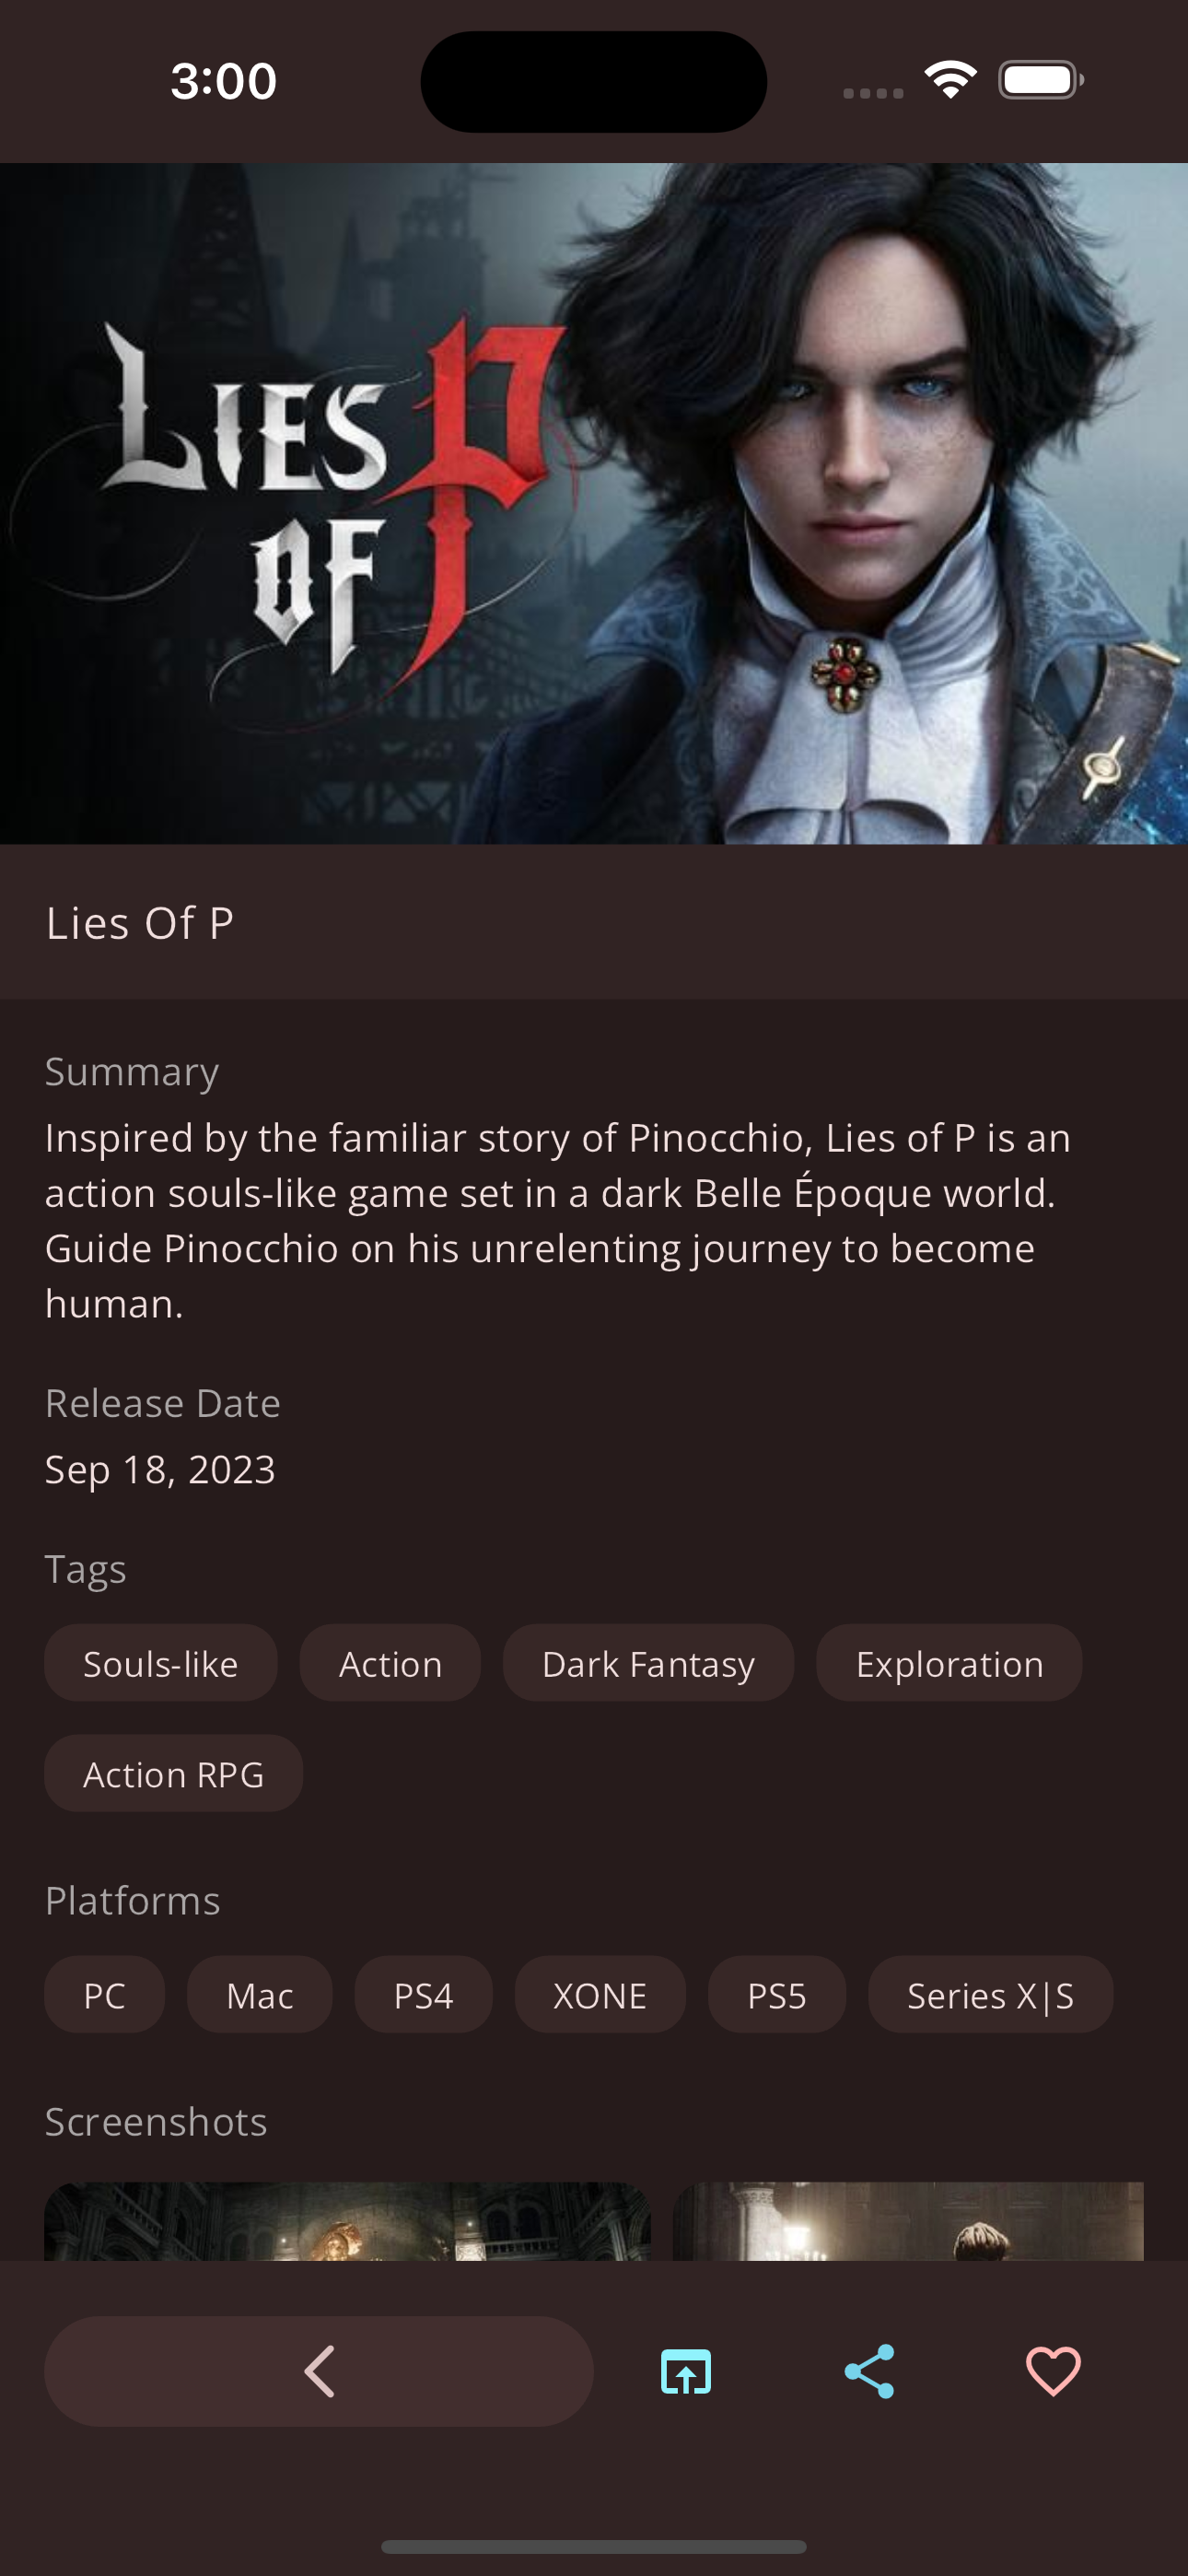 3:00
LIES P
OF
Lies Of P
Summary
Inspired by the familiar story of Pinocchio, Lies of P is an
action souls-like game set in a dark Belle Époque world.
Guide Pinocchio on his unrelenting journey to become
human.
Release Date
Sep 18, 2023
Tags
Souls-like Action Dark Fantasy Exploration
Action RPG
Platforms
PC Mac PS4 XONE PS5 Series X|S
Screenshots